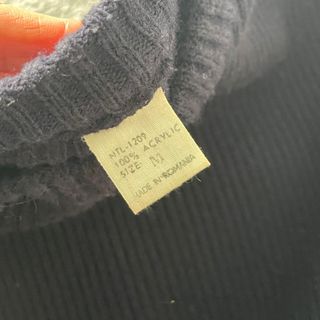 NTL-1209
100% ACRYLIC
SIZE: M
MADE IN ROMANIA